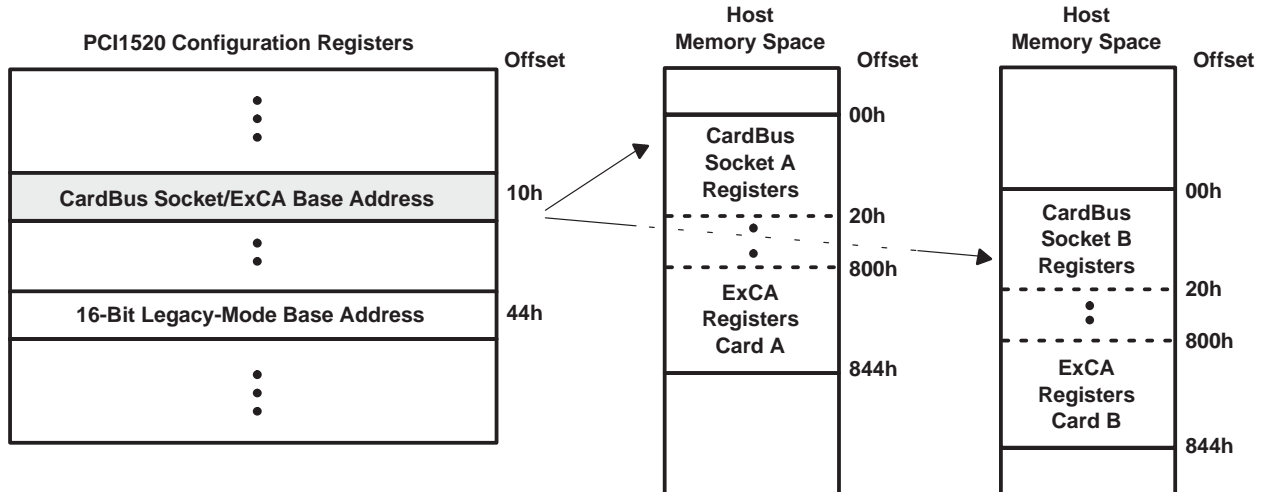 PCI1520 Configuration Registers
Offset
CardBus Socket/ExCA Base Address
10h
16-Bit Legacy-Mode Base Address
44h
Host
Memory Space
Offset
00h
CardBus
Socket A
Registers
20h
800h
ExCA
Registers
Card A
844h
Host
Memory Space
Offset
00h
CardBus
Socket B
Registers
20h
800h
ExCA
Registers
Card B
844h